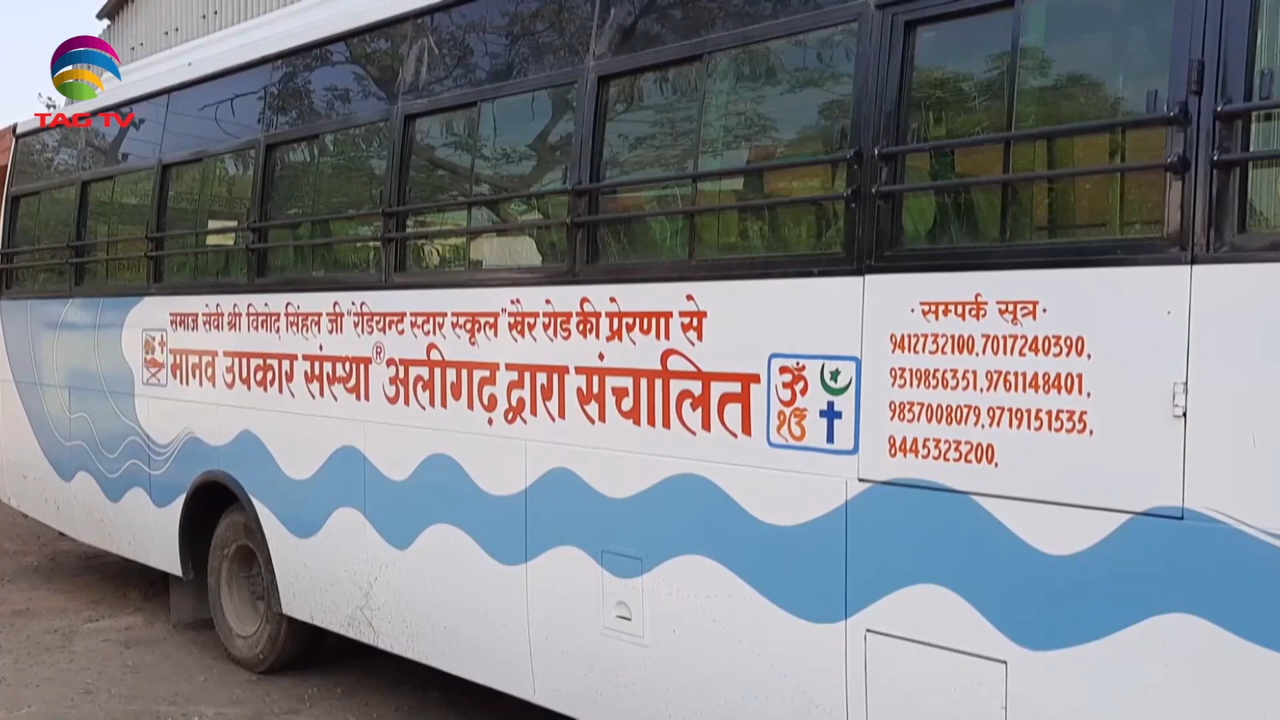 TAG TV
समाज सेवी श्री विनोद सिंहल जी "रेडियन्ट स्टार स्कूल" खैर रोड की प्रेरणा से
मानव उपकार संस्था® अलीगढ़ द्वारा संचालित
ॐ
ੴ
·सम्पर्क सूत्र·
9412732100,7017240390,
9319856351,9761148401,
9837008079,9719151535,
8445323200,